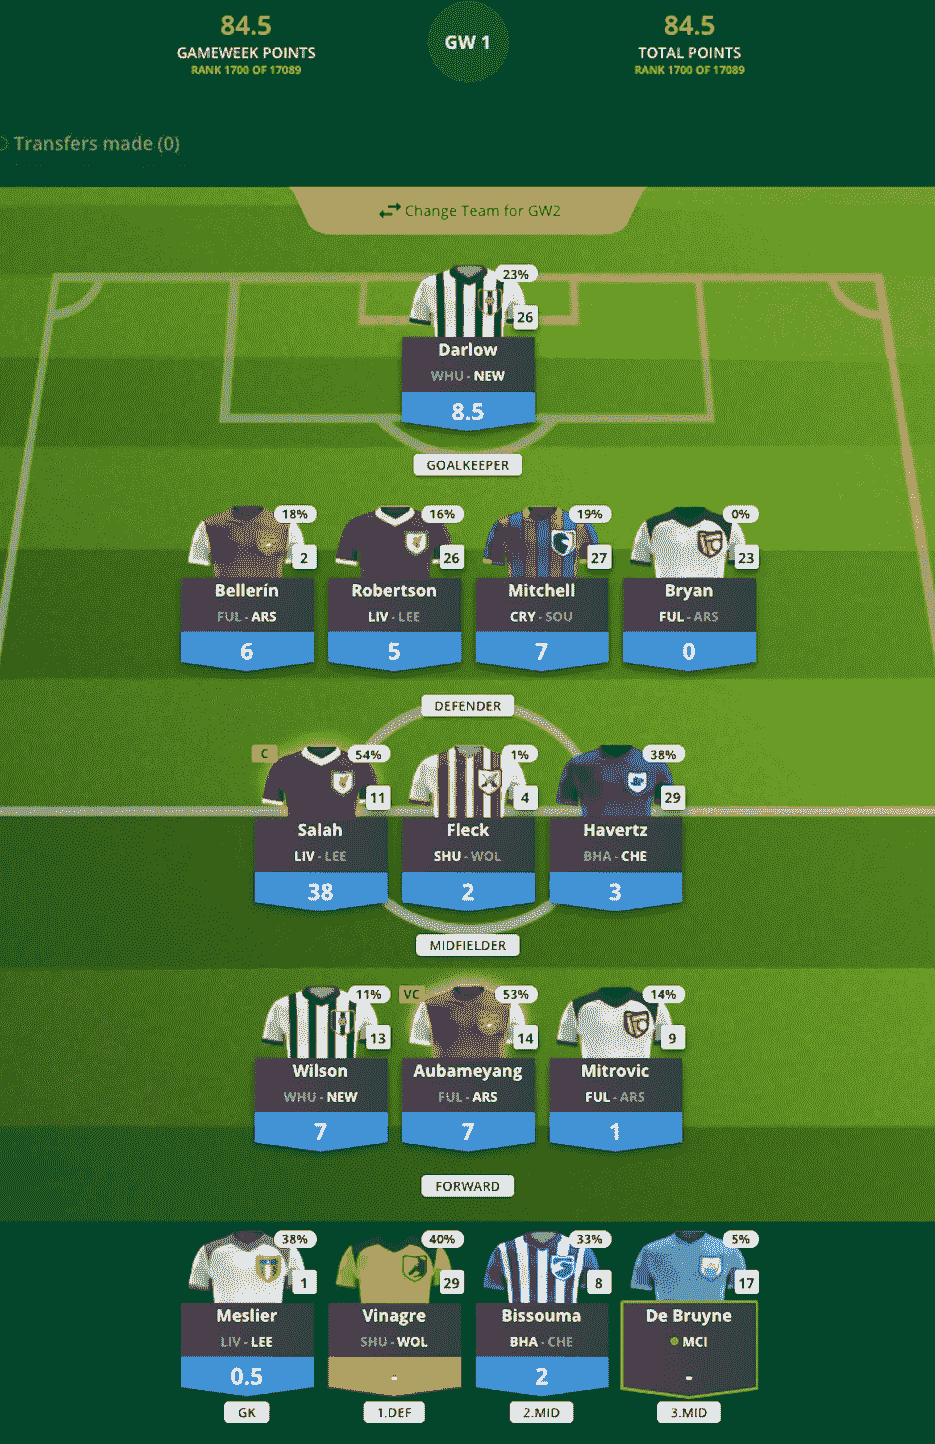 84.5
GAMEWEEK POINTS
RANK 1700 OF 17089
GW 1
84.5
TOTAL POINTS
RANK 1700 OF 17089
Transfers made (0)
Change Team for GW2
23%
26
Darlow
WHU - NEW
8.5
GOALKEEPER
18% 16% 19% 0%
2 26 27 23
Bellerín Robertson Mitchell Bryan
FUL - ARS LIV - LEE CRY - SOU FUL - ARS
6 5 7 0
DEFENDER
C 54% 1% 38%
11 4 29
Salah Fleck Havertz
LIV - LEE SHU - WOL BHA - CHE
38 2 3
MIDFIELDER
11% VC 53% 14%
13 14 9
Wilson Aubameyang Mitrovic
WHU - NEW FUL - ARS FUL - ARS
7 7 1
FORWARD
38% 40% 33% 5%
1 29 8 17
Meslier Vinagre Bissouma De Bruyne
LIV - LEE SHU - WOL BHA - CHE MCI
0.5 - 2 -
GK 1.DEF 2.MID 3.MID